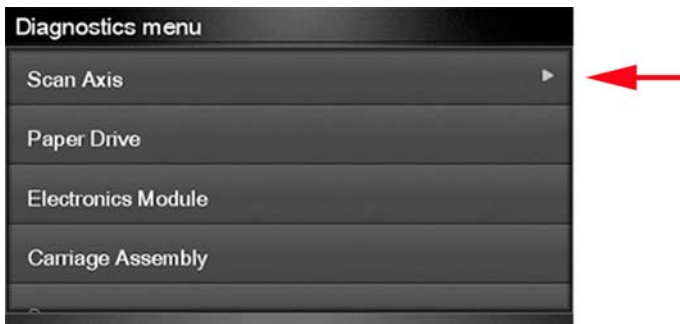 Diagnostics menu
Scan Axis
Paper Drive
Electronics Module
Carriage Assembly